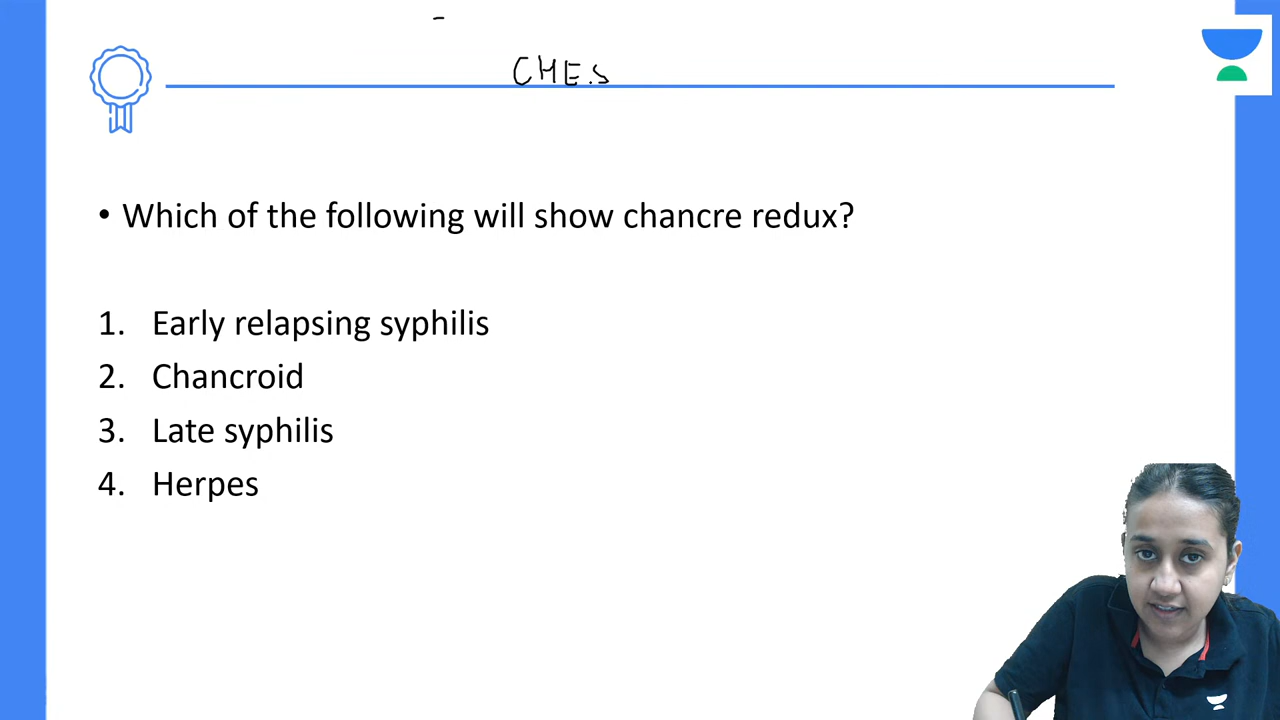 CME.S
• Which of the following will show chancre redux?
1. Early relapsing syphilis
2. Chancroid
3. Late syphilis
4. Herpes